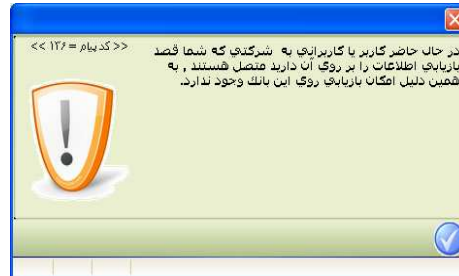 << کد پیام = ۱۳۶ >>
در حال حاضر کاربر یا کاربرانی به شرکتی که شما قصد
بازیابی اطلاعات را بر روی آن دارید متصل هستند , به
همین دلیل امکان بازیابی روی این بانک وجود ندارد.